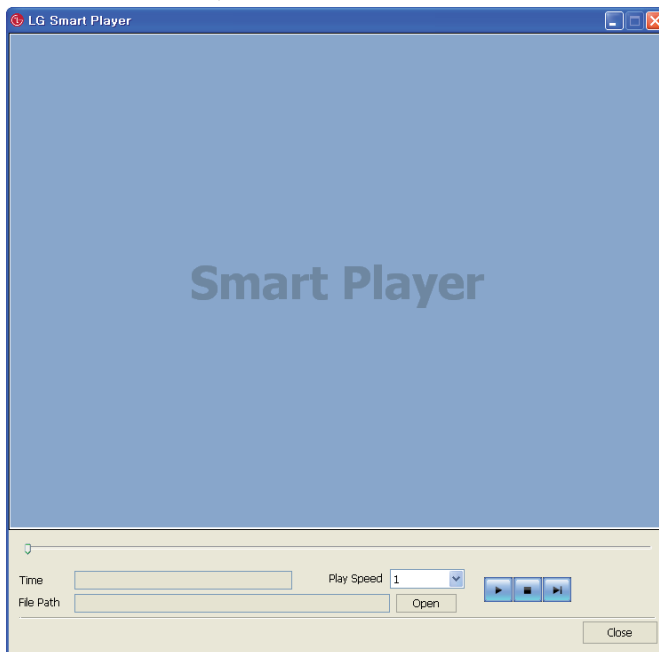 LG Smart Player
Smart Player
Time
Play Speed 1
File Path
Open
Close